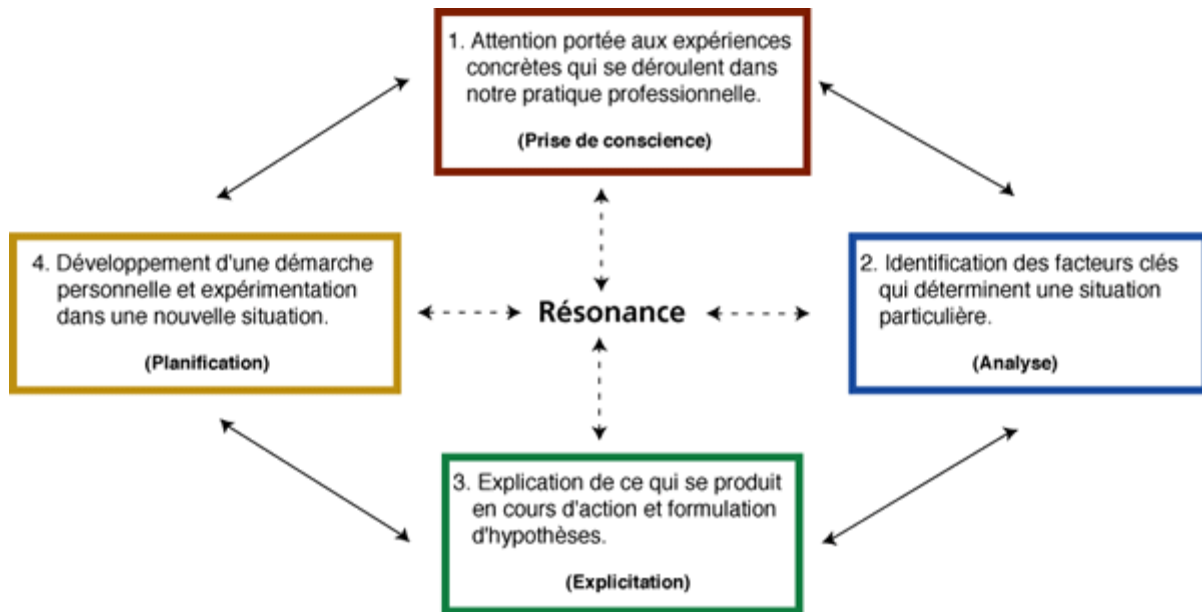 1. Attention portée aux expériences
concrètes qui se déroulent dans
notre pratique professionnelle.
(Prise de conscience)
4. Développement d'une démarche
personnelle et expérimentation
dans une nouvelle situation.
(Planification)
Résonance
2. Identification des facteurs clés
qui déterminent une situation
particulière.
(Analyse)
3. Explication de ce qui se produit
en cours d'action et formulation
d'hypothèses.
(Explicitation)